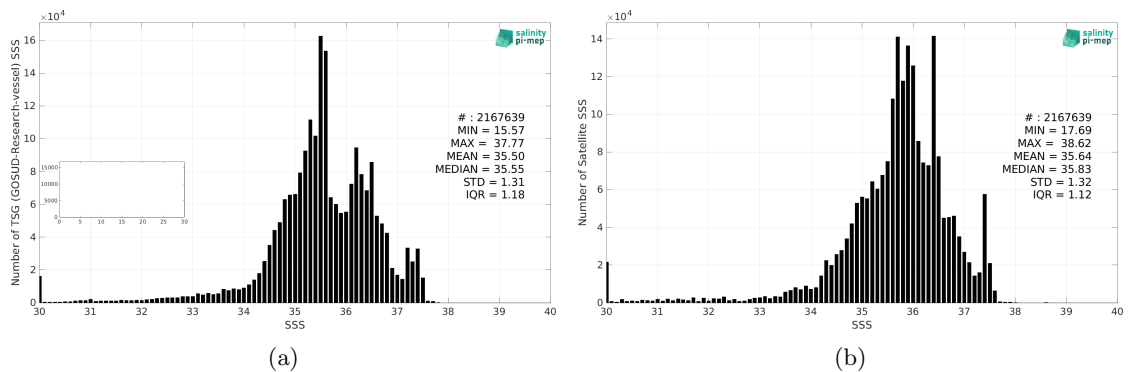 ×10⁴
Number of TSG (GOSUD-Research-vessel) SSS
16
14
12
10
8
6
4
2
0
salinity
pi-mep
# : 2167639
MIN = 15.57
MAX = 37.77
MEAN = 35.50
MEDIAN = 35.55
STD = 1.31
IQR = 1.18
15000
10000
5000
0
0 5 10 15 20 25 30
30 31 32 33 34 35 36 37 38 39 40
SSS
(a)
×10⁴
Number of Satellite SSS
14
12
10
8
6
4
2
0
salinity
pi-mep
# : 2167639
MIN = 17.69
MAX = 38.62
MEAN = 35.64
MEDIAN = 35.83
STD = 1.32
IQR = 1.12
30 31 32 33 34 35 36 37 38 39 40
SSS
(b)